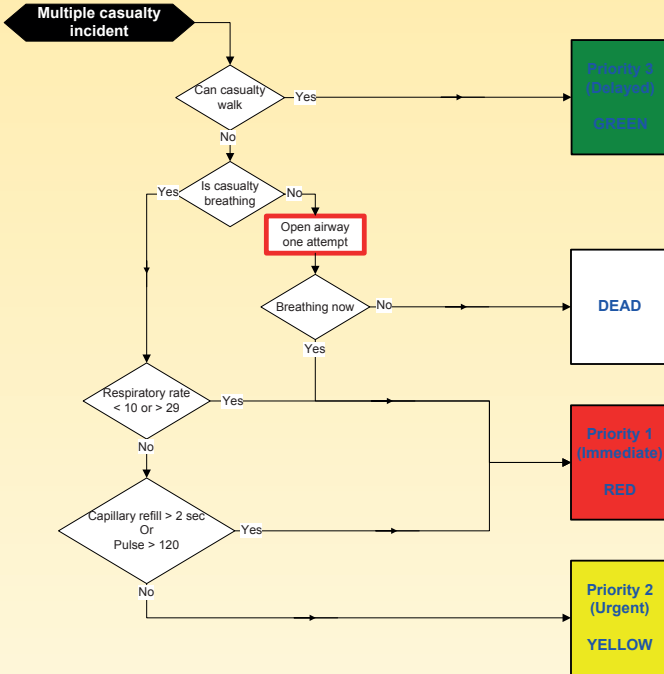 Multiple casualty
incident
Can casualty
walk
Yes
Priority 3
(Delayed)
GREEN
No
Is casualty
breathing
Yes
No
Open airway
one attempt
Breathing now
No
DEAD
Yes
Respiratory rate
< 10 or > 29
Yes
Priority 1
(Immediate)
RED
No
Capillary refill > 2 sec
Or
Pulse > 120
Yes
No
Priority 2
(Urgent)
YELLOW